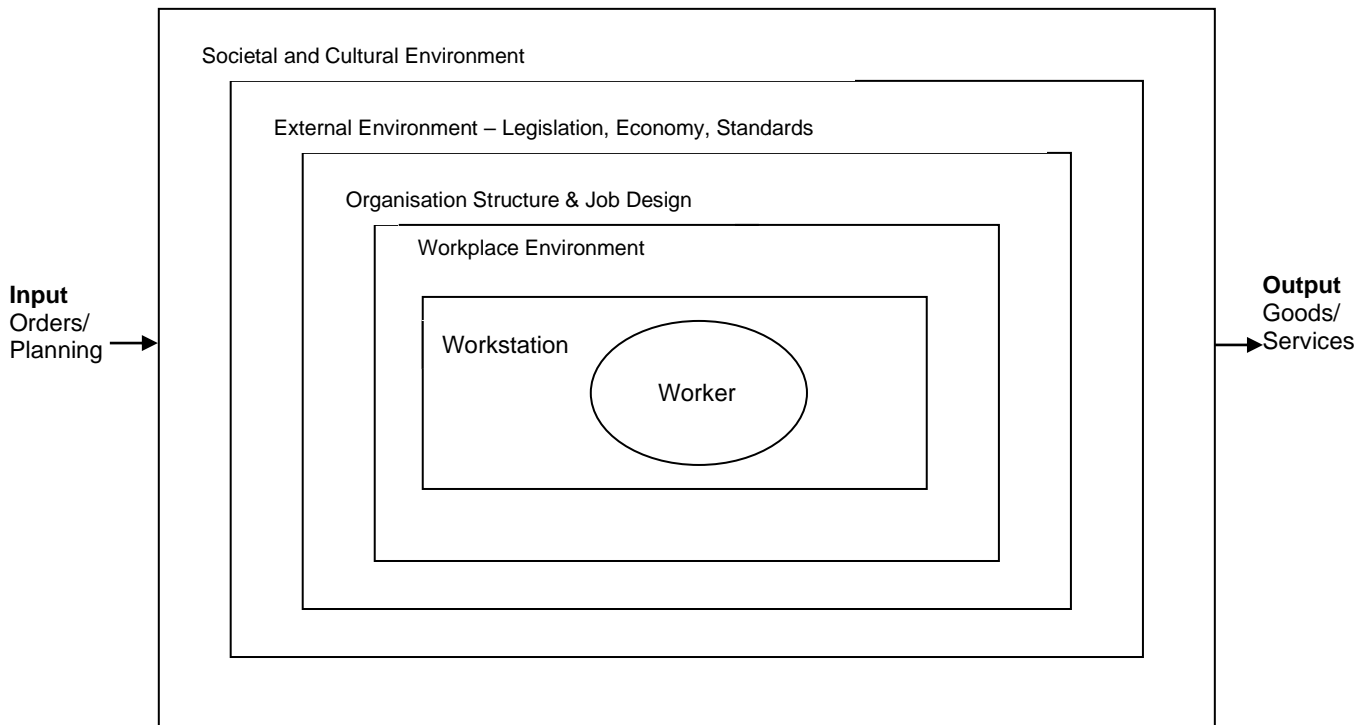 Societal and Cultural Environment
External Environment – Legislation, Economy, Standards
Organisation Structure & Job Design
Workplace Environment
Input
Orders/
Planning
Workstation
Worker
Output
Goods/
Services